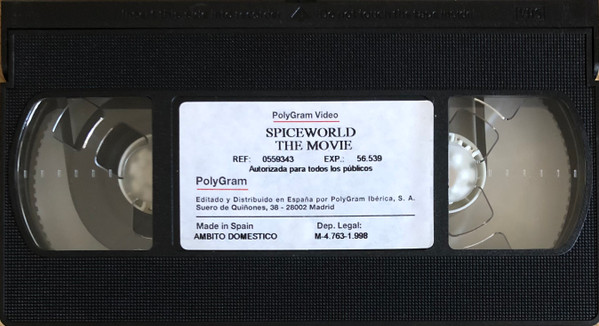 PolyGram Video
SPICEWORLD
THE MOVIE
REF: 0559343 EXP.: 56.539
Autorizada para todos los públicos
PolyGram
Editado y Distribuido en España por PolyGram Ibérica, S. A.
Suero de Quiñones, 38 - 28002 Madrid
Made in Spain Dep. Legal:
AMBITO DOMESTICO M-4.763-1.998